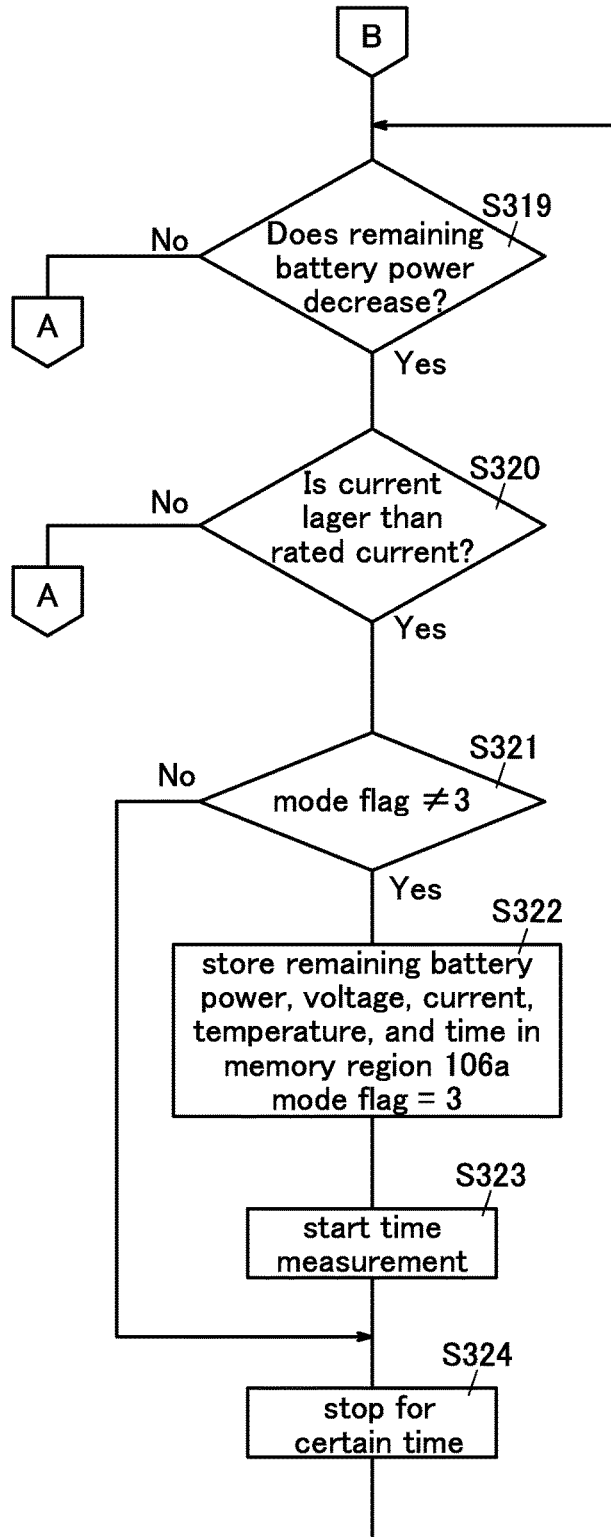 B
S319
No
Does remaining
battery power
decrease?
A
Yes
S320
No
Is current
lager than
rated current?
A
Yes
S321
No
mode flag ≠3
Yes
S322
store remaining battery
power, voltage, current,
temperature, and time in
memory region 106a
mode flag = 3
S323
start time
measurement
S324
stop for
certain time